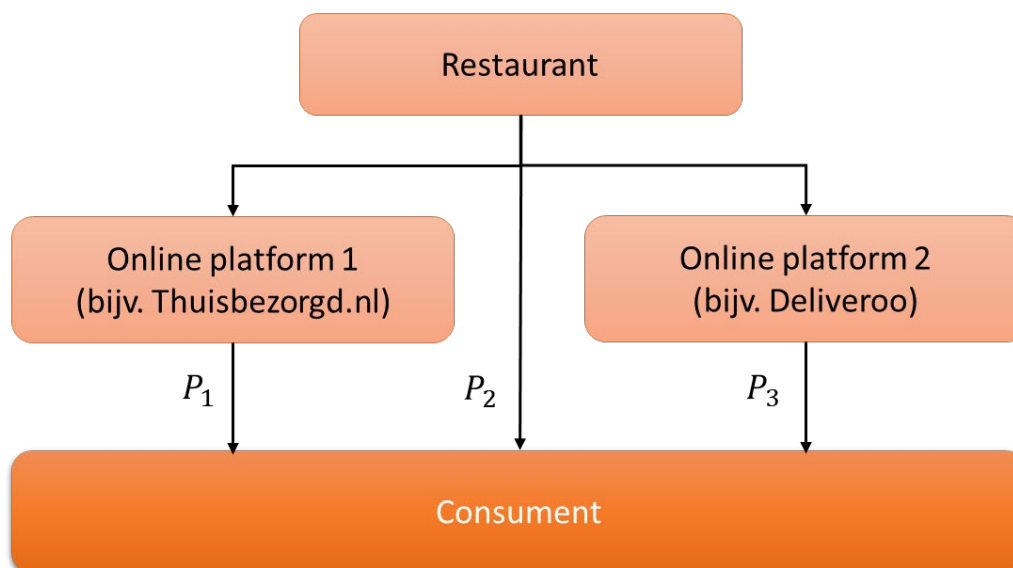 Restaurant
Online platform 1
(bijv. Thuisbezorgd.nl)
Online platform 2
(bijv. Deliveroo)
P₁
P₂
P₃
Consument